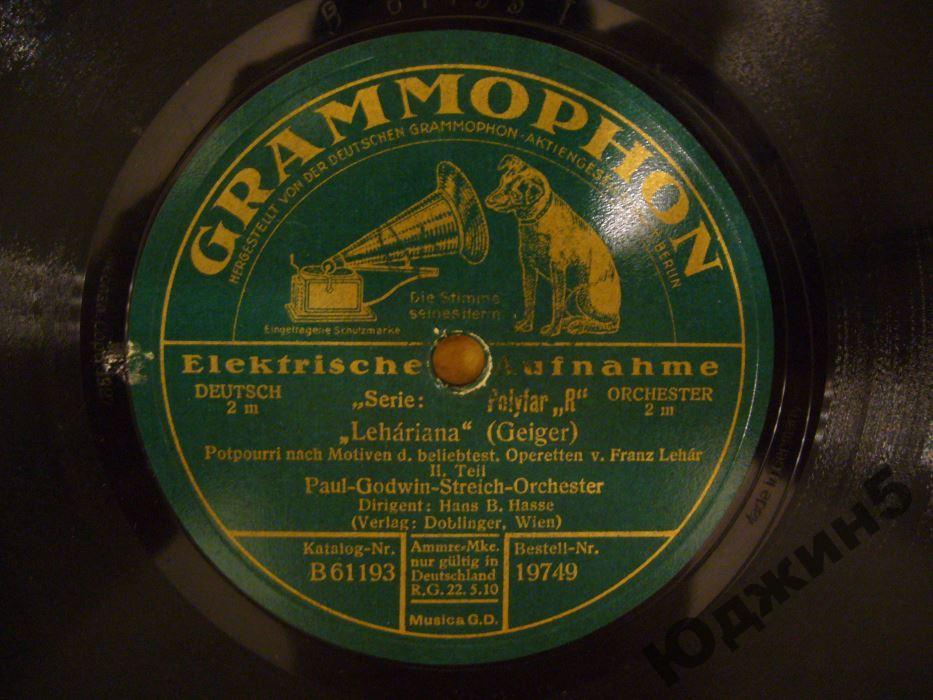 GRAMMOPHON
HERGESTELLT VON DER DEUTSCHEN GRAMMOPHON-AKTIENGES BERLIN
Die Stimme
seines Herrn
Eingetragene Schutzmarke
Elektrische Aufnahme
DEUTSCH
2 m
„Serie: Polyfar „R“
ORCHESTER
2 m
„Leháriana“ (Geiger)
Potpourri nach Motiven d. beliebtest. Operetten v. Franz Lehár
II. Teil
Paul-Godwin-Streich-Orchester
Dirigent: Hans B. Hasse
(Verlag: Doblinger, Wien)
Katalog-Nr.
B 61193
Ammre-Mke.
nur gültig in
Deutschland
R.G. 22.5.10
Musica G.D.
Bestell-Nr.
19749
Юджин5